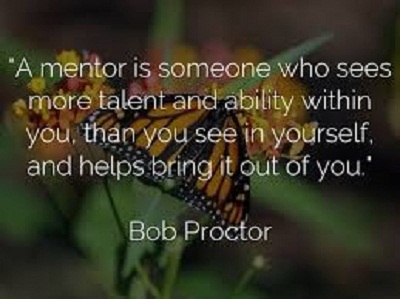 "A mentor is someone who sees
more talent and ability within
you, than you see in yourself,
and helps bring it out of you."
Bob Proctor